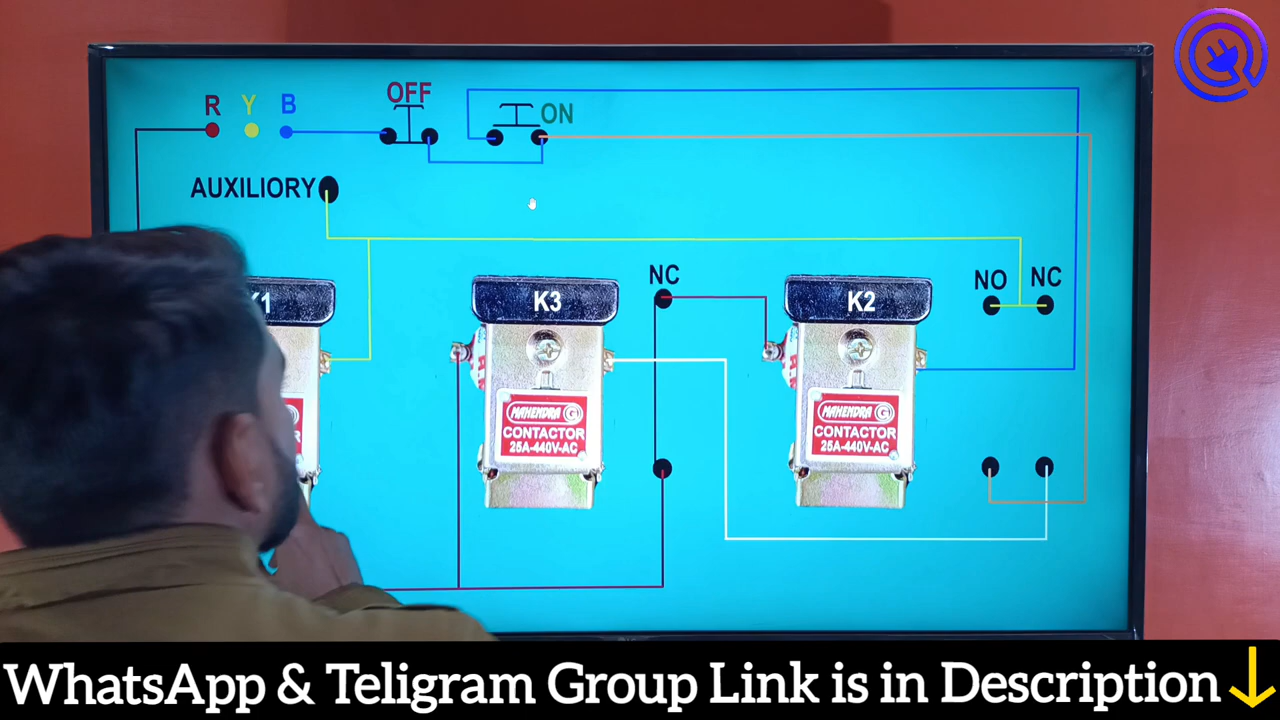 R Y B OFF ON
AUXILIORY
K1 K3 NC K2 NO NC
MAHENDRA G
CONTACTOR
25A-440V-AC
MAHENDRA G
CONTACTOR
25A-440V-AC
WhatsApp & Teligram Group Link is in Description